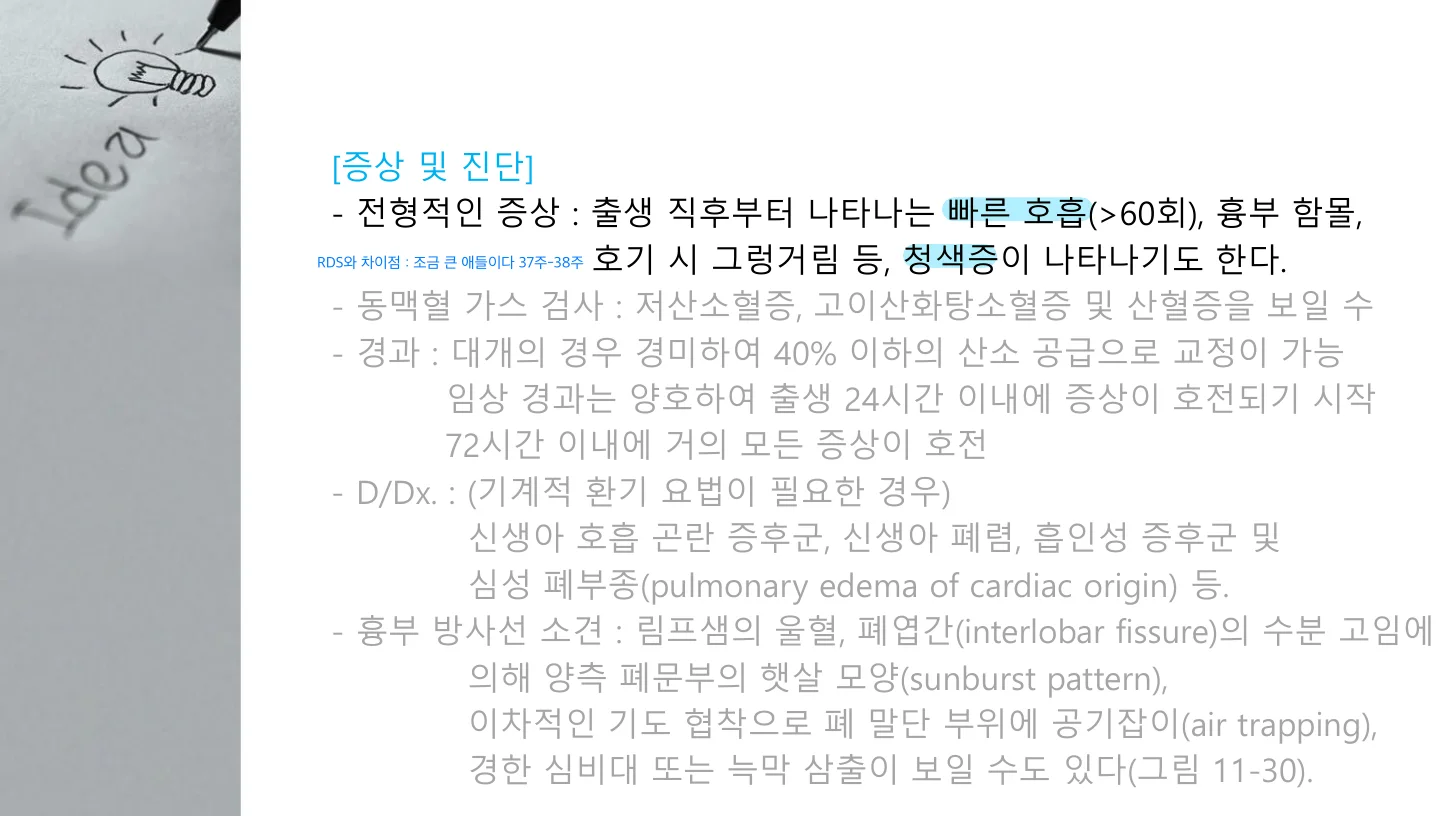 Idea
[증상 및 진단]
- 전형적인 증상 : 출생 직후부터 나타나는 빠른 호흡(>60회), 흉부 함몰,
RDS와 차이점 : 조금 큰 애들이다 37주-38주 호기 시 그렁거림 등, 청색증이 나타나기도 한다.
- 동맥혈 가스 검사 : 저산소혈증, 고이산화탄소혈증 및 산혈증을 보일 수
- 경과 : 대개의 경우 경미하여 40% 이하의 산소 공급으로 교정이 가능
임상 경과는 양호하여 출생 24시간 이내에 증상이 호전되기 시작
72시간 이내에 거의 모든 증상이 호전
- D/Dx. : (기계적 환기 요법이 필요한 경우)
신생아 호흡 곤란 증후군, 신생아 폐렴, 흡인성 증후군 및
심성 폐부종(pulmonary edema of cardiac origin) 등.
- 흉부 방사선 소견 : 림프샘의 울혈, 폐엽간(interlobar fissure)의 수분 고임에
의해 양측 폐문부의 햇살 모양(sunburst pattern),
이차적인 기도 협착으로 폐 말단 부위에 공기잡이(air trapping),
경한 심비대 또는 늑막 삼출이 보일 수도 있다(그림 11-30).